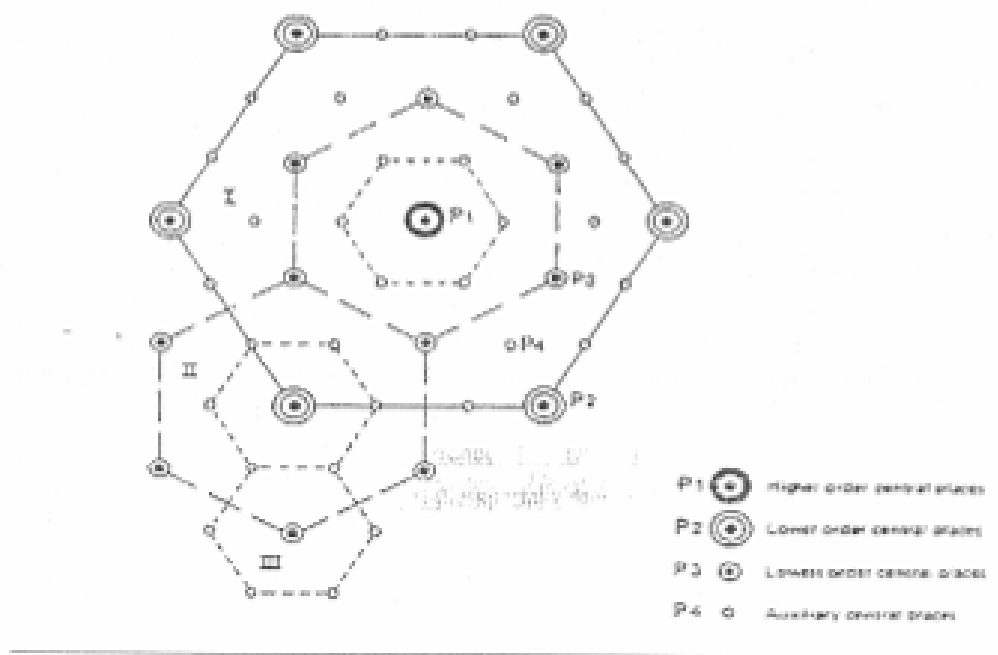 I
P1
P3
P4
II
P2
III
P1 Higher order central places
P2 Lower order central places
P3 Lowest order central places
P4 Auxiliary central places